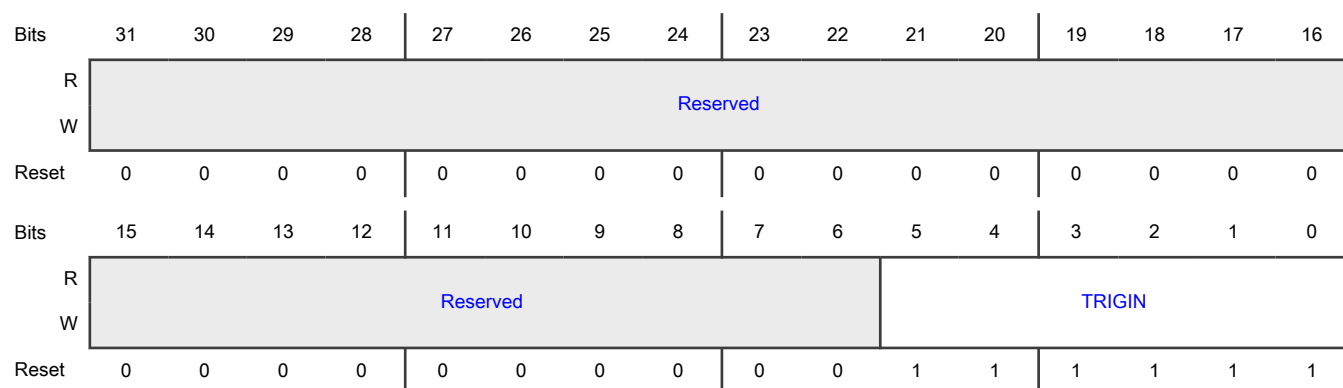 Bits 31 30 29 28 27 26 25 24 23 22 21 20 19 18 17 16
R
Reserved
W
Reset 0 0 0 0 0 0 0 0 0 0 0 0 0 0 0 0
Bits 15 14 13 12 11 10 9 8 7 6 5 4 3 2 1 0
R
Reserved TRIGIN
W
Reset 0 0 0 0 0 0 0 0 0 0 1 1 1 1 1 1